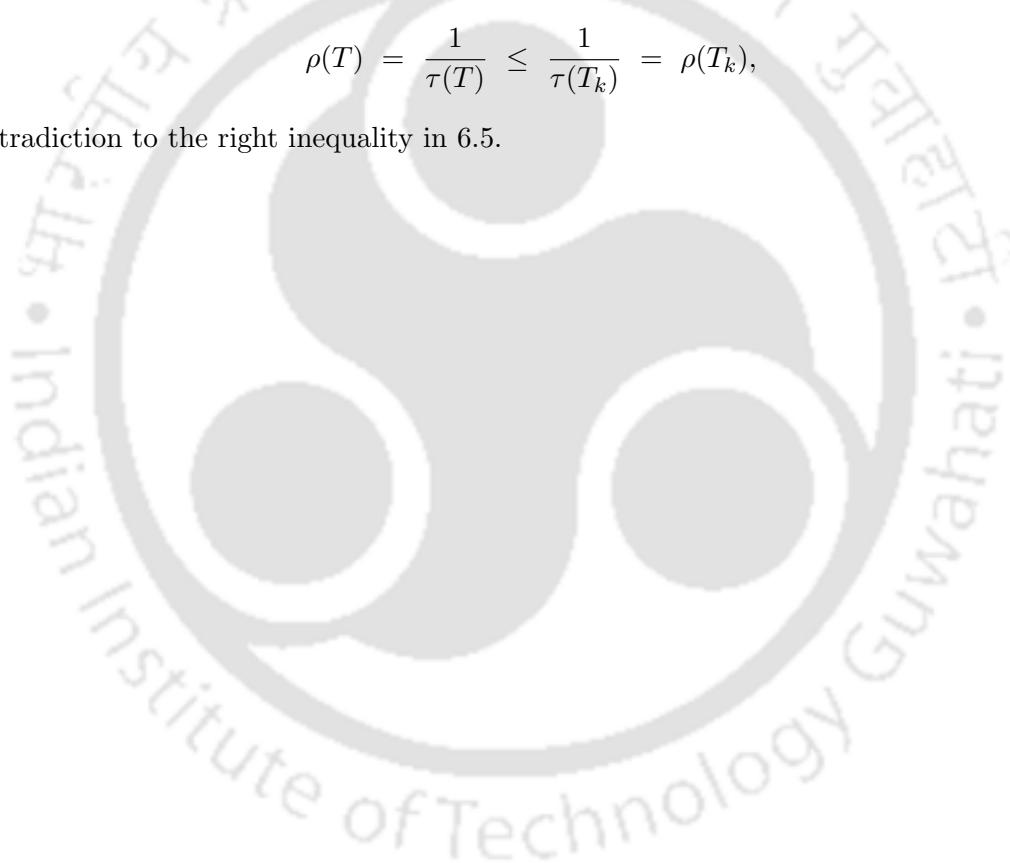 ρ(T) = 1/τ(T) ≤ 1/τ(T_k) = ρ(T_k),
tradiction to the right inequality in 6.5.
Indian Institute of Technology Guwahati